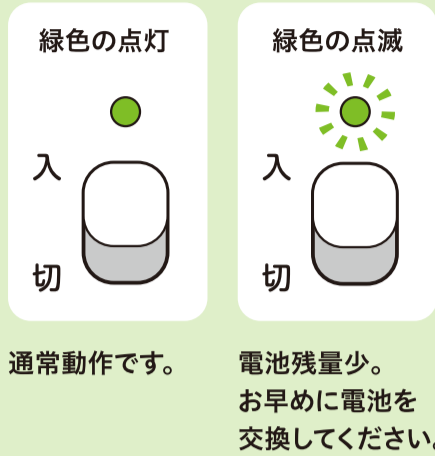 緑色の点灯
入
切
通常動作です。
緑色の点滅
入
切
電池残量少。
お早めに電池を
交換してください。